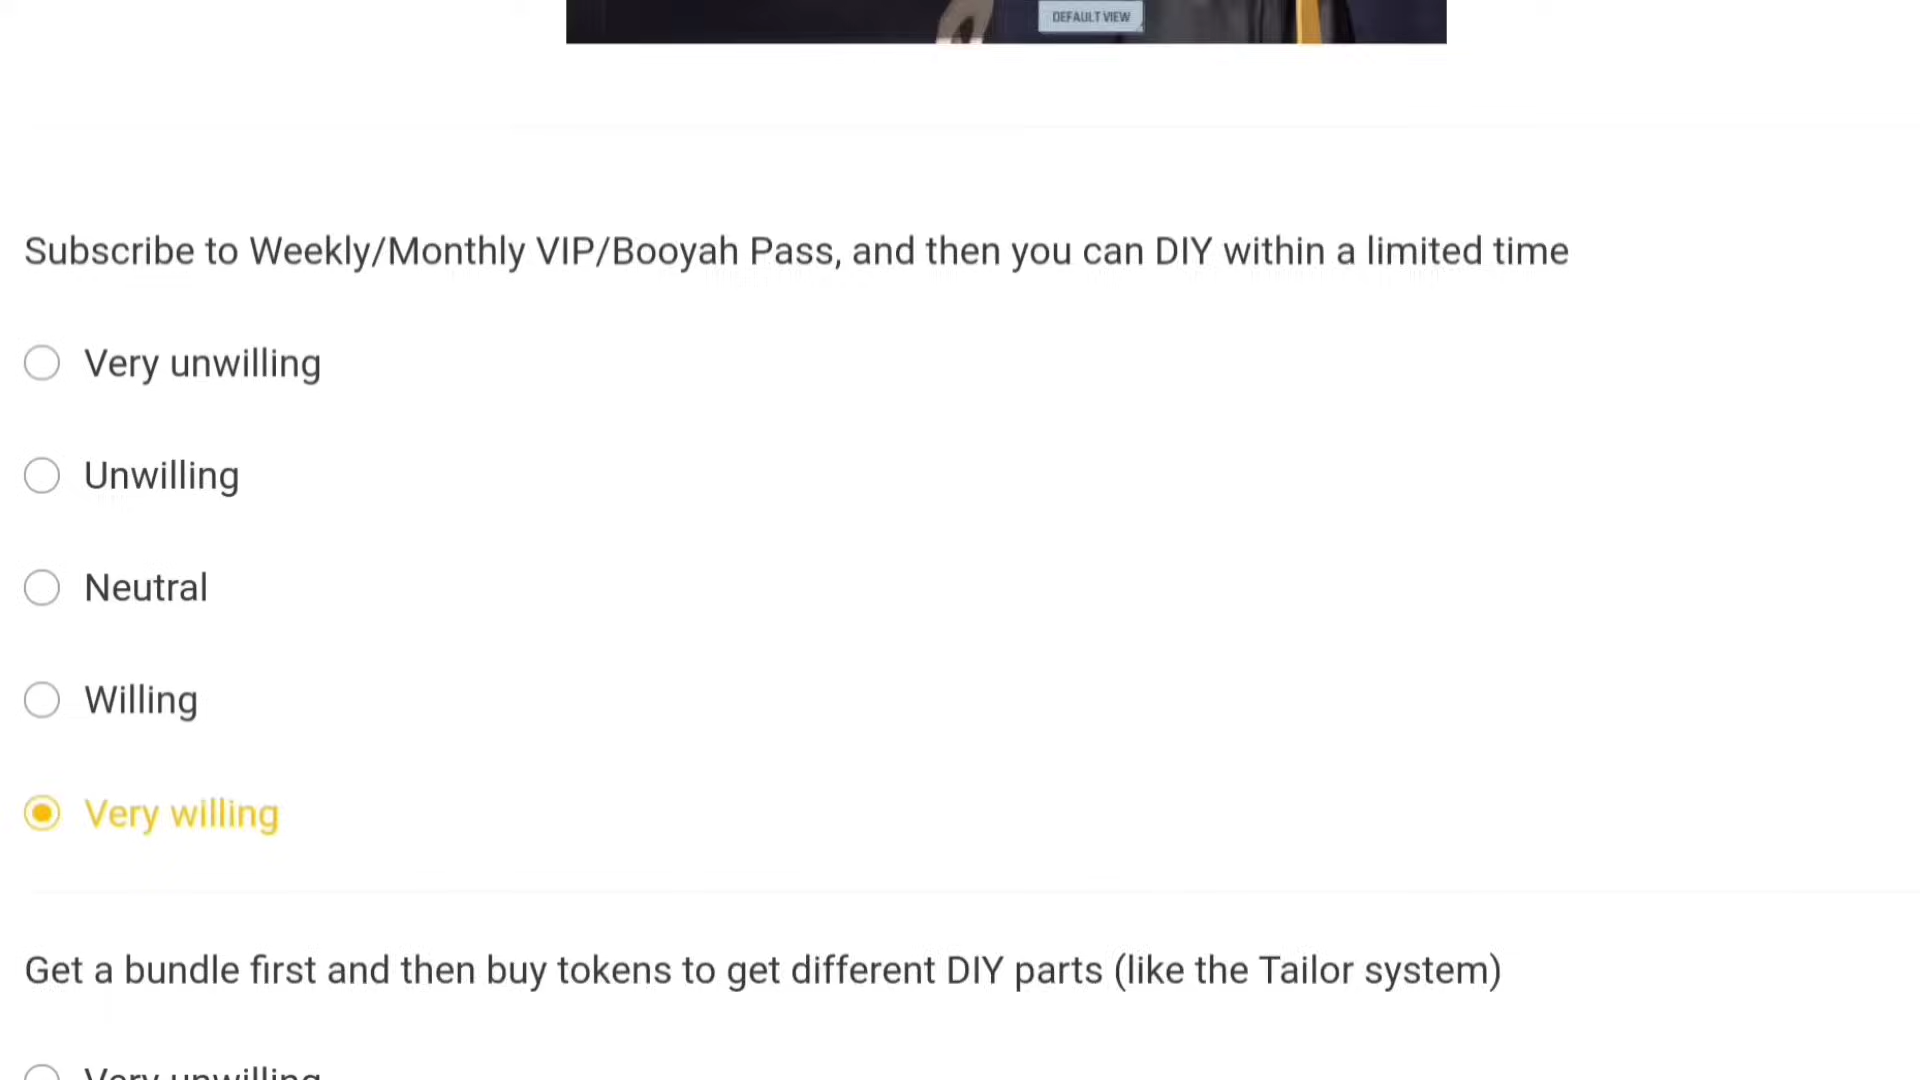 DEFAULT VIEW
Subscribe to Weekly/Monthly VIP/Booyah Pass, and then you can DIY within a limited time
Very unwilling
Unwilling
Neutral
Willing
Very willing
Get a bundle first and then buy tokens to get different DIY parts (like the Tailor system)
Very unwilling